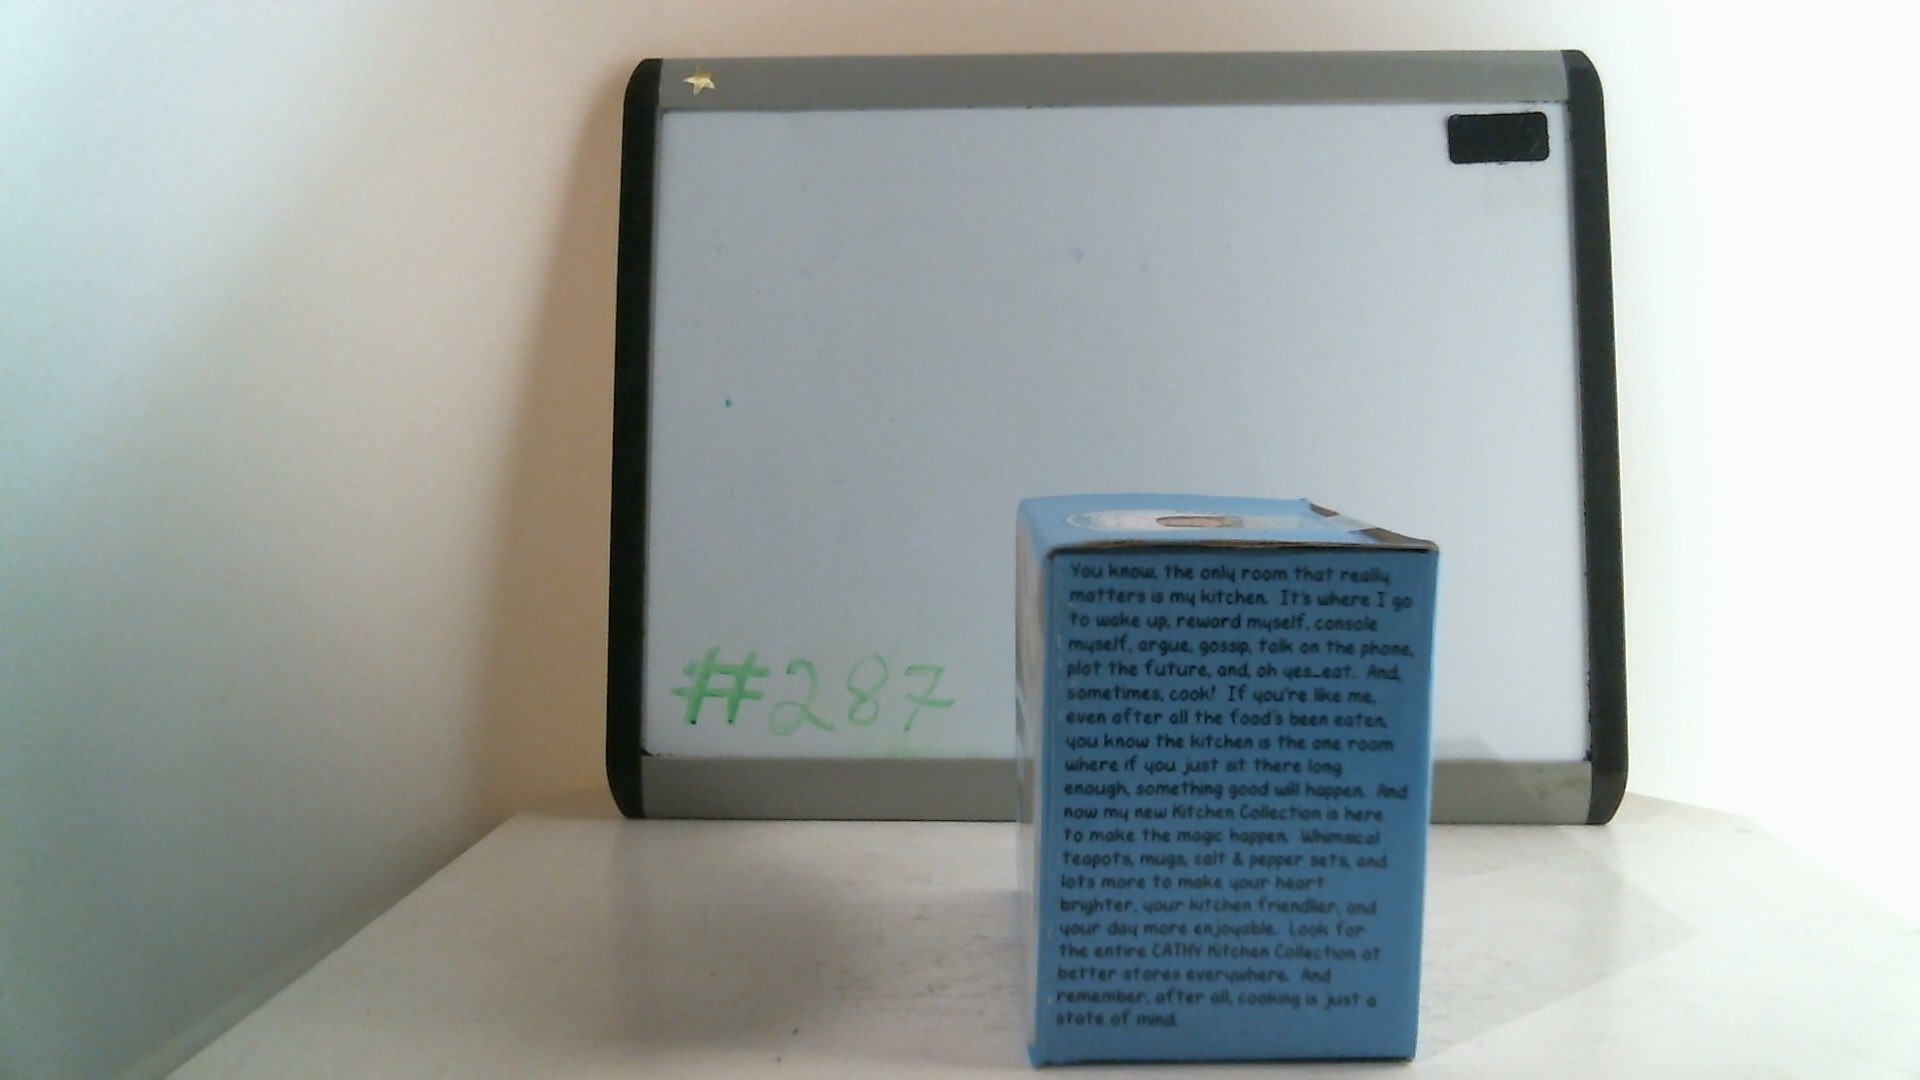 #287
You know, the only room that really
matters is my kitchen. It's where I go
to wake up, reward myself, console
myself, argue, gossip, talk on the phone,
plot the future, and, oh yes...eat. And,
sometimes, cook! If you're like me,
even after all the food's been eaten,
you know the kitchen is the one room
where if you just sit there long
enough, something good will happen. And
now my new Kitchen Collection is here
to make the magic happen. Whimsical
teapots, mugs, salt & pepper sets, and
lots more to make your heart
brighter, your kitchen friendlier, and
your day more enjoyable. Look for
the entire CATHY Kitchen Collection at
better stores everywhere. And
remember, after all, cooking is just a
state of mind.